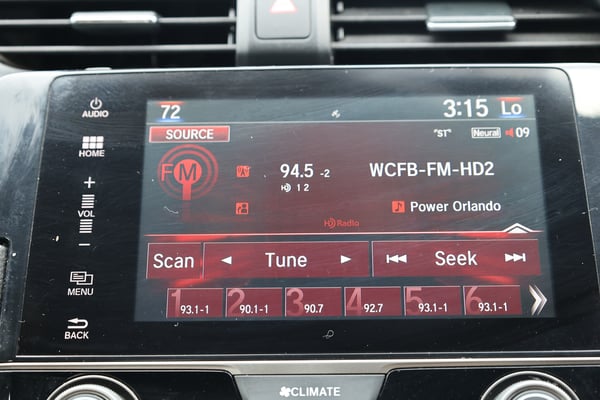 AUDIO
HOME
+
VOL
−
MENU
BACK
72
3:15
Lo
SOURCE
"ST"
Neural
09
FM
94.5 -2
WCFB-FM-HD2
HD 1 2
Power Orlando
HD Radio
Scan
Tune
Seek
1 93.1-1
2 90.1-1
3 90.7
4 92.7
5 93.1-1
6 93.1-1
CLIMATE